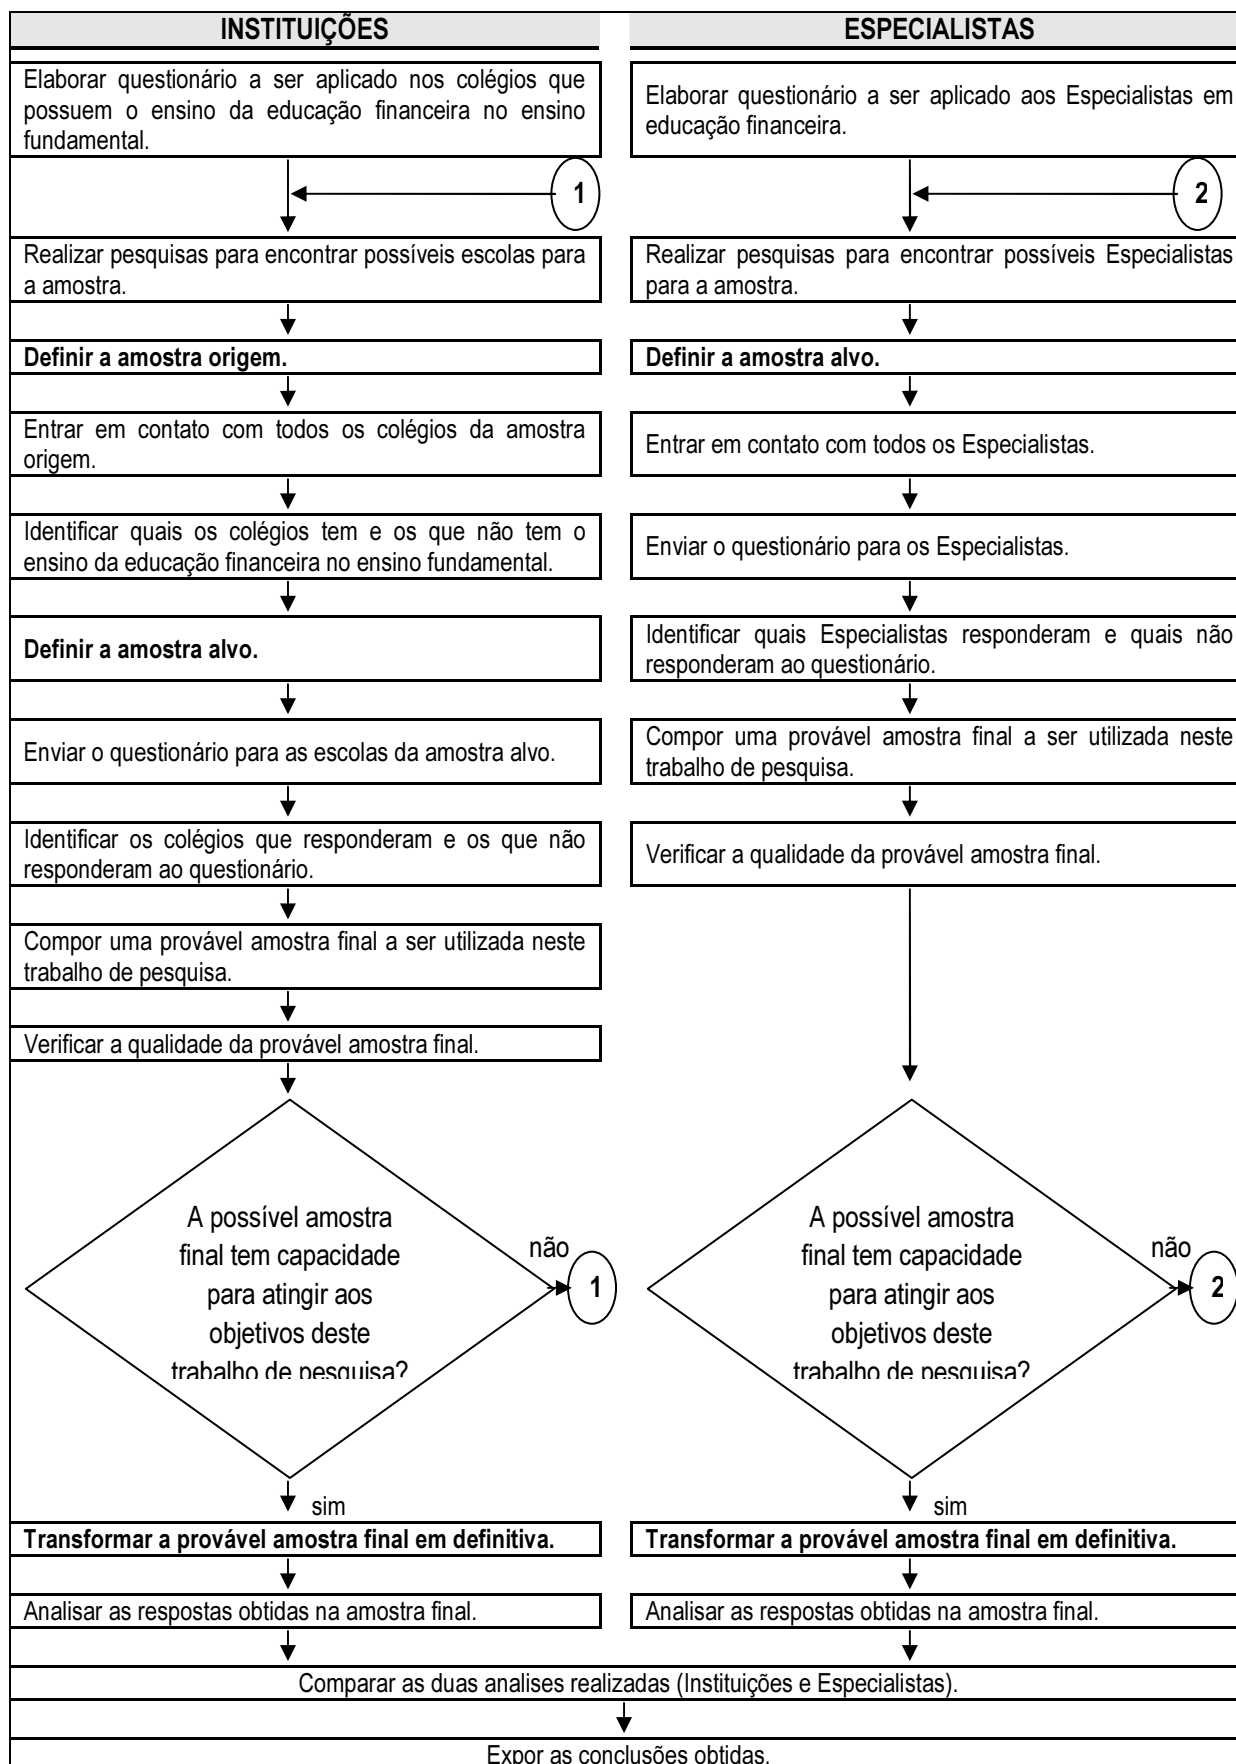 INSTITUIÇÕES
Elaborar questionário a ser aplicado nos colégios que
possuem o ensino da educação financeira no ensino
fundamental.
1
Realizar pesquisas para encontrar possíveis escolas para
a amostra.
Definir a amostra origem.
Entrar em contato com todos os colégios da amostra
origem.
Identificar quais os colégios tem e os que não tem o
ensino da educação financeira no ensino fundamental.
Definir a amostra alvo.
Enviar o questionário para as escolas da amostra alvo.
Identificar os colégios que responderam e os que não
responderam ao questionário.
Compor uma provável amostra final a ser utilizada neste
trabalho de pesquisa.
Verificar a qualidade da provável amostra final.
A possível amostra
final tem capacidade
para atingir aos
objetivos deste
trabalho de pesquisa?
não
1
sim
Transformar a provável amostra final em definitiva.
Analisar as respostas obtidas na amostra final.
ESPECIALISTAS
Elaborar questionário a ser aplicado aos Especialistas em
educação financeira.
2
Realizar pesquisas para encontrar possíveis Especialistas
para a amostra.
Definir a amostra alvo.
Entrar em contato com todos os Especialistas.
Enviar o questionário para os Especialistas.
Identificar quais Especialistas responderam e quais não
responderam ao questionário.
Compor uma provável amostra final a ser utilizada neste
trabalho de pesquisa.
Verificar a qualidade da provável amostra final.
A possível amostra
final tem capacidade
para atingir aos
objetivos deste
trabalho de pesquisa?
não
2
sim
Transformar a provável amostra final em definitiva.
Analisar as respostas obtidas na amostra final.
Comparar as duas analises realizadas (Instituições e Especialistas).
Expor as conclusões obtidas.